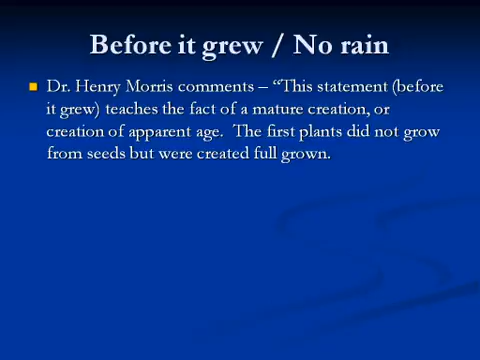 Before it grew / No rain
Dr. Henry Morris comments – “This statement (before
it grew) teaches the fact of a mature creation, or
creation of apparent age.  The first plants did not grow
from seeds but were created full grown.